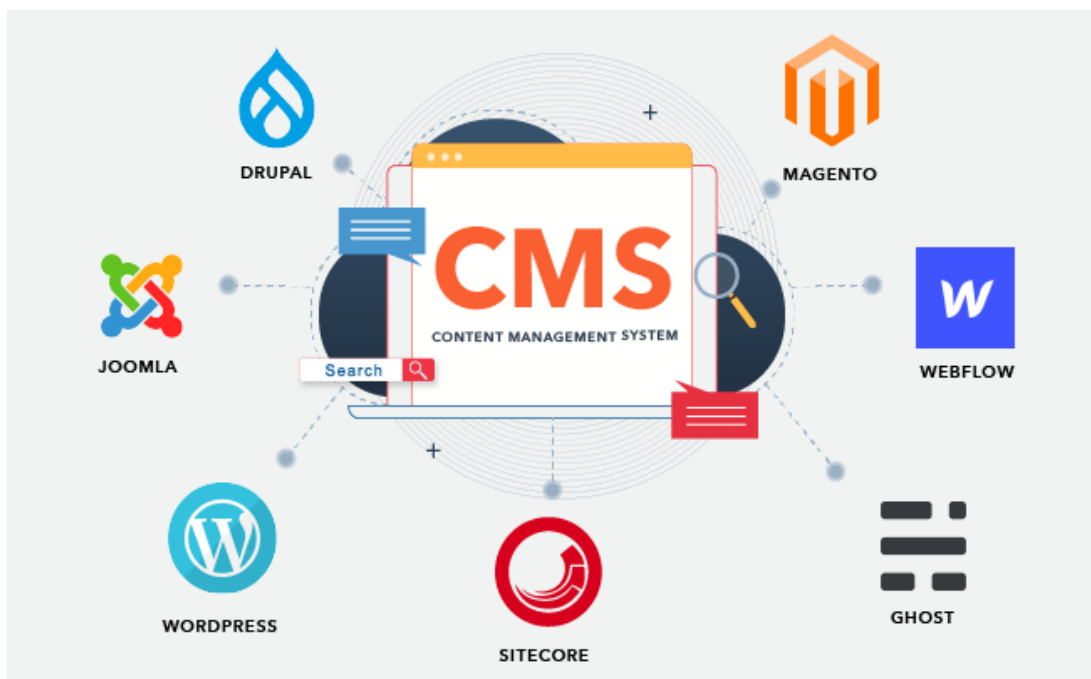 DRUPAL
MAGENTO
CMS
CONTENT MANAGEMENT SYSTEM
JOOMLA
Search
WEBFLOW
WORDPRESS
SITECORE
GHOST